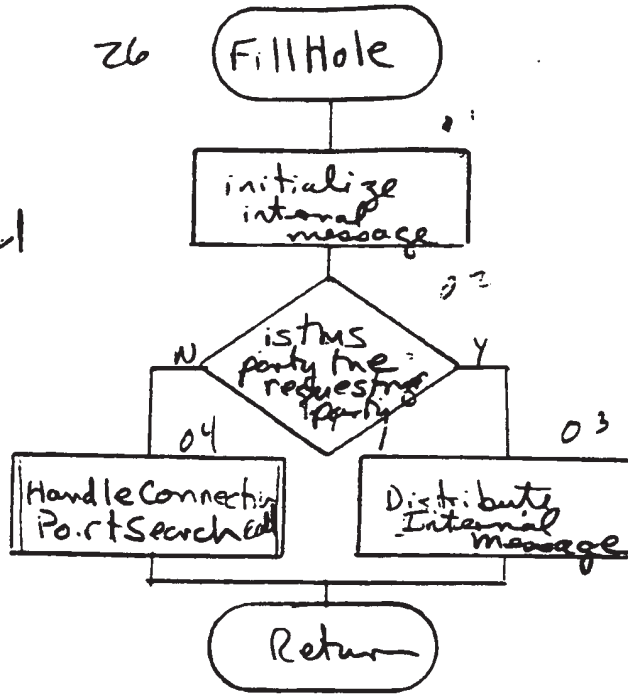 26
FillHole
initialize
internal
message
02
is this
party the
requesting
party
N
Y
04
03
HandleConnection
PortSearch
Distribute
Internal
Message
Return